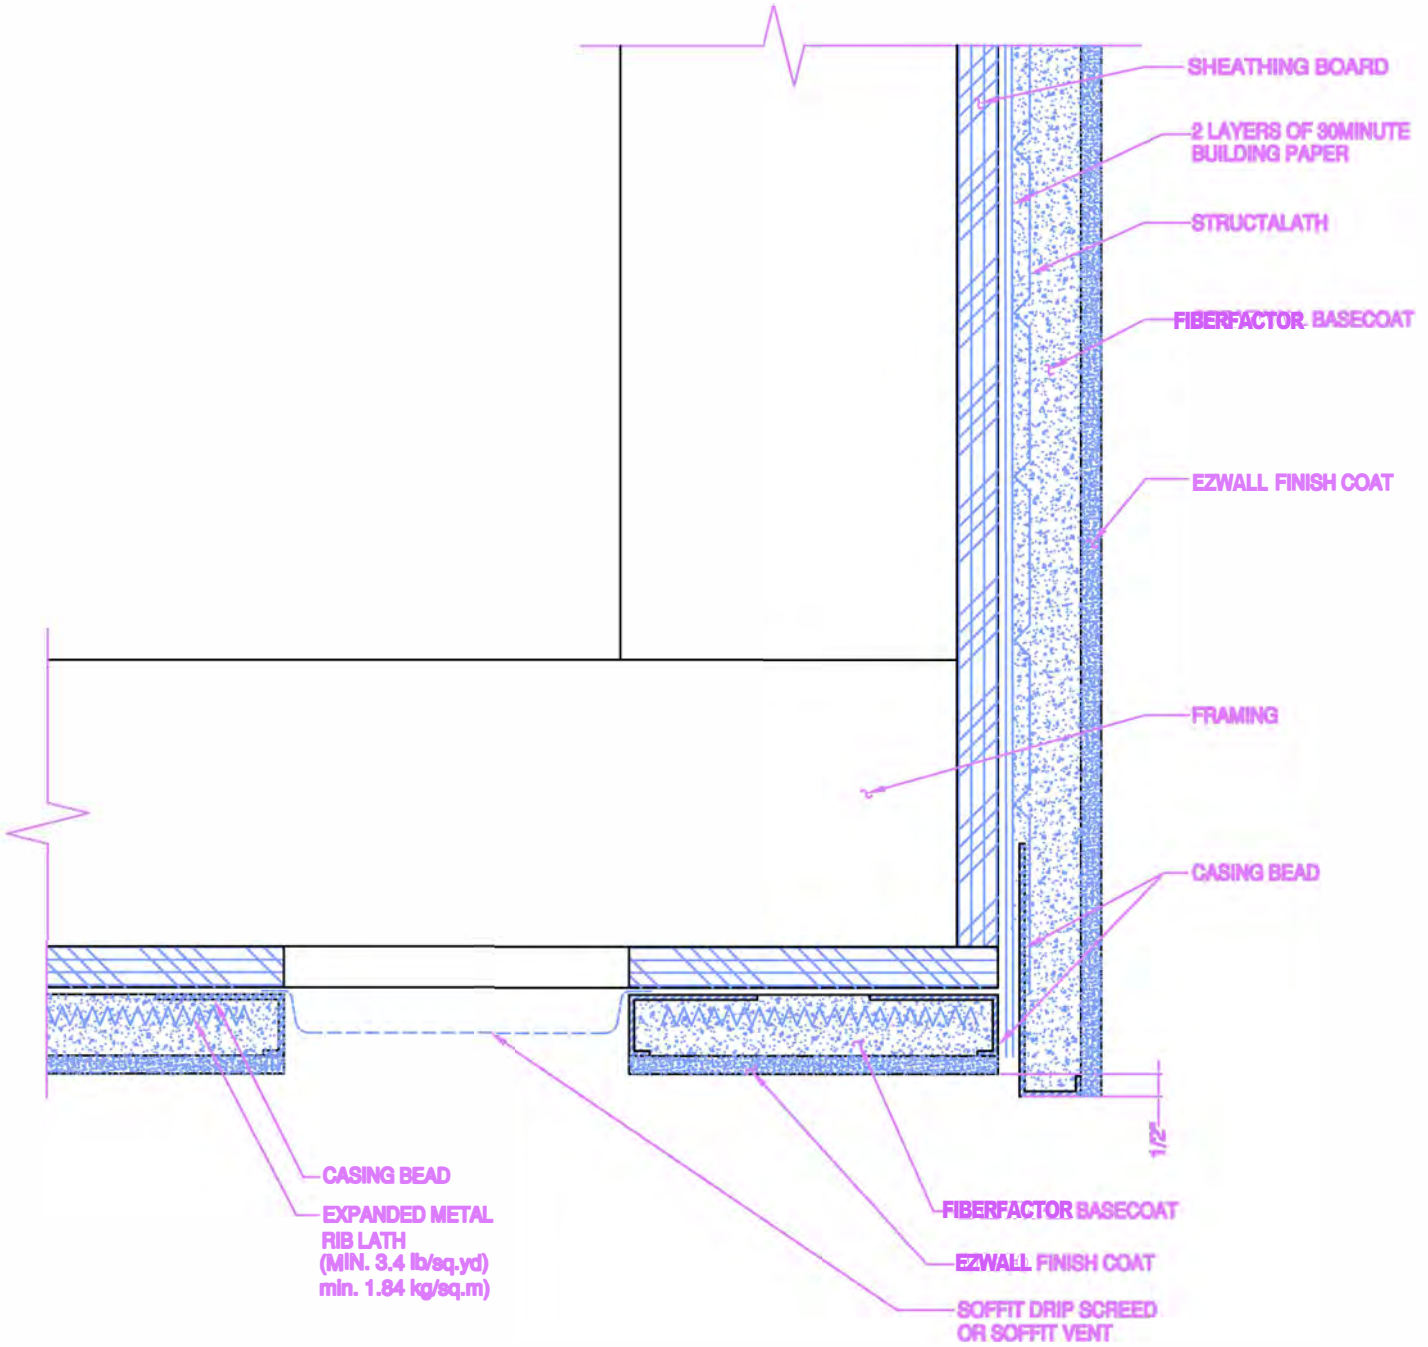 SHEATHING BOARD
2 LAYERS OF 30MINUTE
BUILDING PAPER
STRUCTALATH
FIBERFACTOR BASECOAT
EZWALL FINISH COAT
FRAMING
CASING BEAD
1/2"
CASING BEAD
EXPANDED METAL
RIB LATH
(MIN. 3.4 lb/sq.yd)
min. 1.84 kg/sq.m)
FIBERFACTOR BASECOAT
EZWALL FINISH COAT
SOFFIT DRIP SCREED
OR SOFFIT VENT